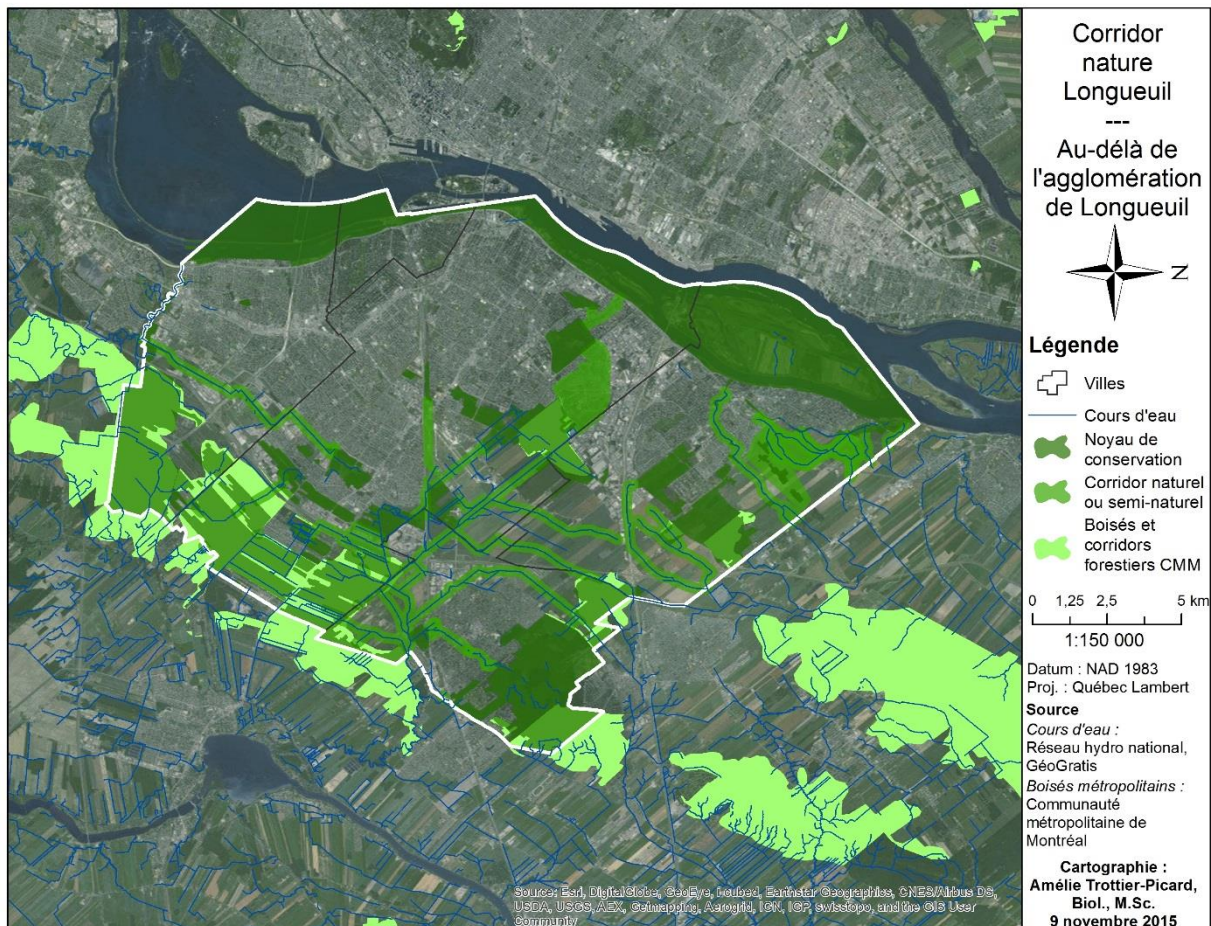 Corridor
nature
Longueuil
---
Au-délà de
l'agglomération
de Longueuil
N
Légende
Villes
Cours d'eau
Noyau de
conservation
Corridor naturel
ou semi-naturel
Boisés et
corridors
forestiers CMM
0 1,25 2,5 5 km
1:150 000
Datum : NAD 1983
Proj. : Québec Lambert
Source
Cours d'eau :
Réseau hydro national,
GéoGratis
Boisés métropolitains :
Communauté
métropolitaine de
Montréal
Cartographie :
Amélie Trottier-Picard,
Biol., M.Sc.
9 novembre 2015
Source: Esri, DigitalGlobe, GeoEye, i-cubed, Earthstar Geographics, CNES/Airbus DS,
USDA, USGS, AEX, Getmapping, Aerogrid, IGN, IGP, swisstopo, and the GIS User
Community